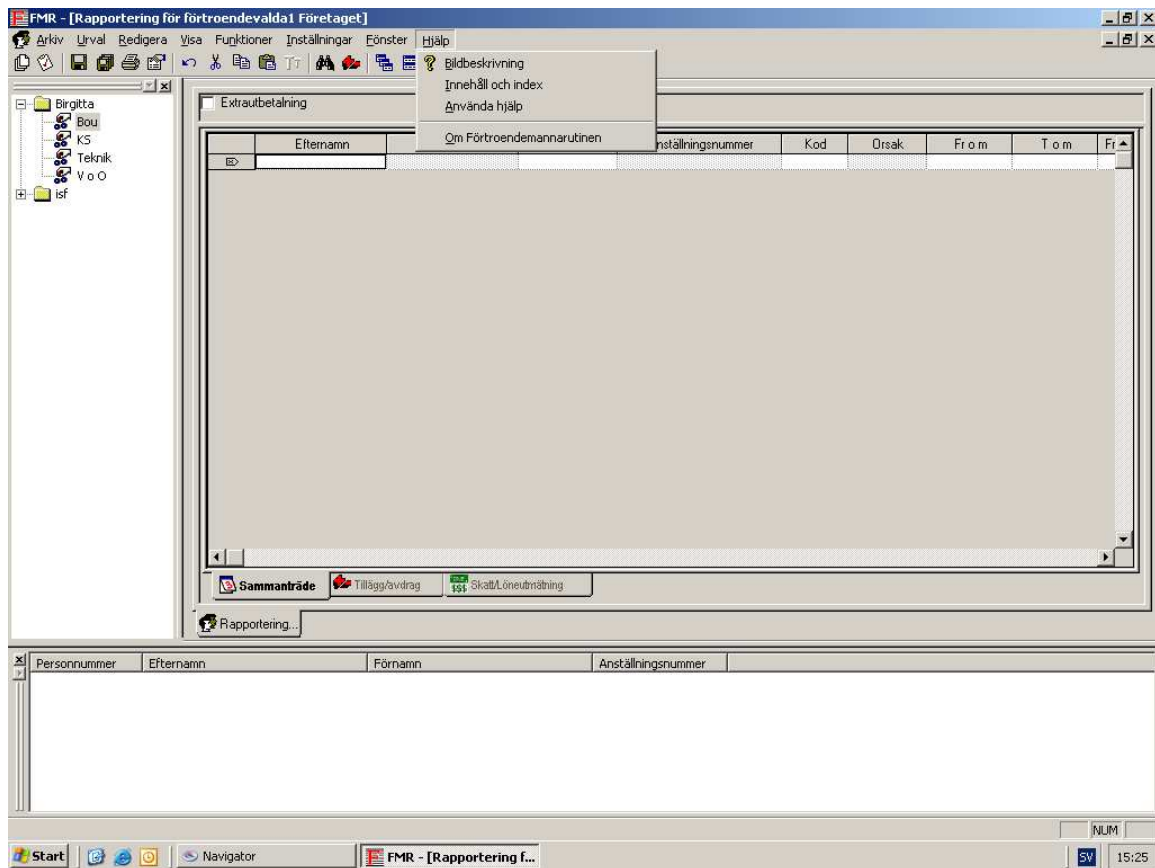 FMR - [Rapportering för förtroendevalda1 Företaget]
Arkiv Urval Redigera Visa Funktioner Inställningar Fönster Hjälp
Bildbeskrivning
Innehåll och index
Använda hjälp
Om Förtroendemannarutinen
Birgitta
Bou
KS
Teknik
V o O
isf
Extrautbetalning
Efternamn nställningsnummer Kod Orsak Fr o m T o m Fr
Sammanträde Tillägg/avdrag Skatt/Löneutmätning
Rapportering...
Personnummer Efternamn Förnamn Anställningsnummer
NUM
Start Navigator FMR - [Rapportering f... SV 15:25